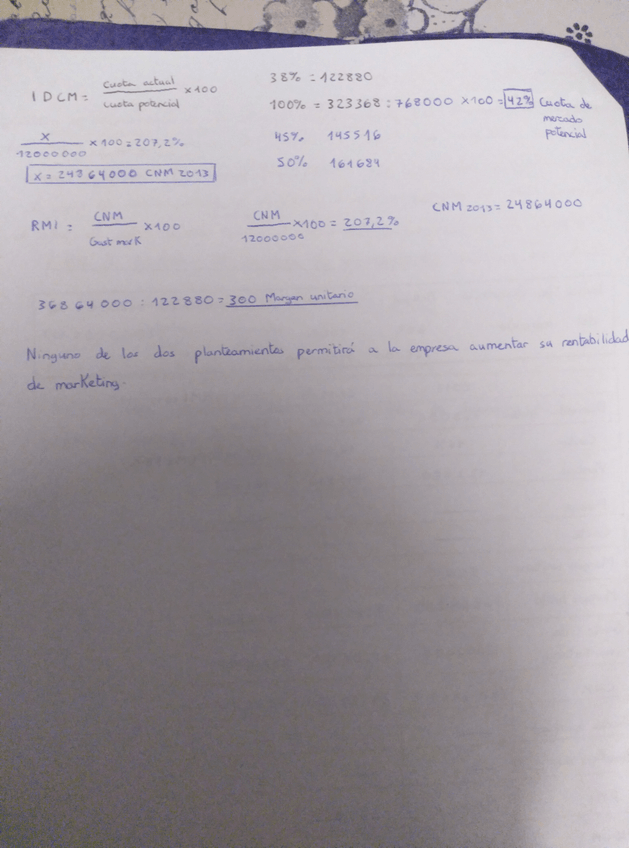 IDCM = Cuota actual / Cuota potencial x100
38% = 122880
100% = 323368 : 768000 x100 = 42% Cuota de mercado potencial
x / 12000000 x 100 = 207,2%
45% 145516
x = 24864000 CNM 2013
50% 161684
RMI = CNM / Gast mark x100
CNM / 12000000 x100 = 207,2%
CNM 2013 = 24864000
36864000 : 122880 = 300 Margen unitario
Ninguno de los dos planteamientos permitirá a la empresa aumentar su rentabilidad
de marketing.